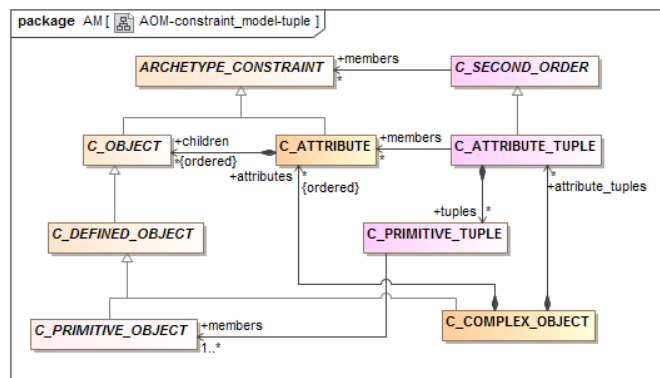 package AM [ AOM-constraint_model-tuple ]
ARCHETYPE_CONSTRAINT
+members
*
C_SECOND_ORDER
C_OBJECT
+children
*{ordered}
C_ATTRIBUTE
+members
*
C_ATTRIBUTE_TUPLE
+attributes
*
{ordered}
*
+attribute_tuples
+tuples
*
C_DEFINED_OBJECT
C_PRIMITIVE_TUPLE
C_PRIMITIVE_OBJECT
+members
1..*
C_COMPLEX_OBJECT